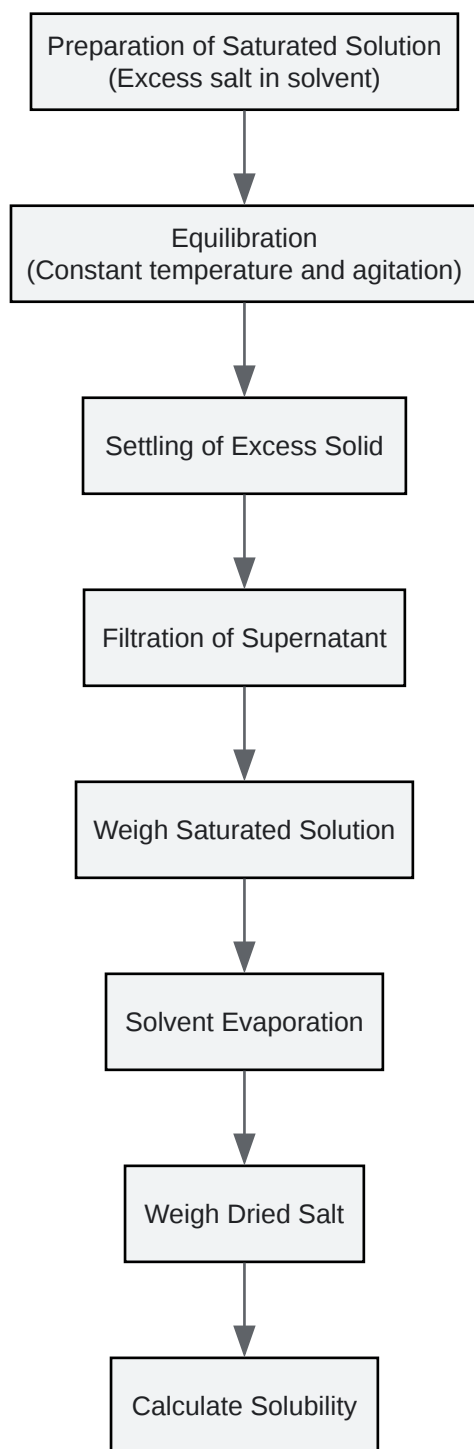 Preparation of Saturated Solution
(Excess salt in solvent)
Equilibration
(Constant temperature and agitation)
Settling of Excess Solid
Filtration of Supernatant
Weigh Saturated Solution
Solvent Evaporation
Weigh Dried Salt
Calculate Solubility